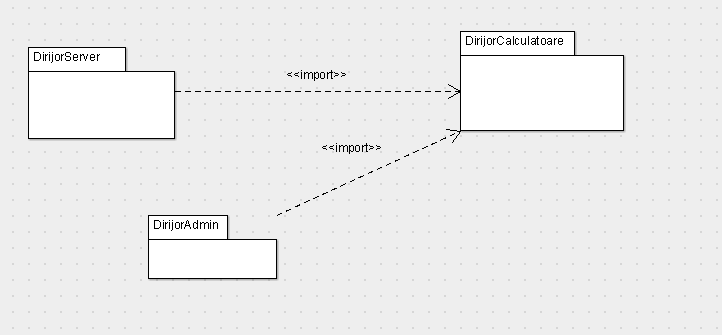 DirijorServer
DirijorCalculatoare
<<import>>
<<import>>
DirijorAdmin